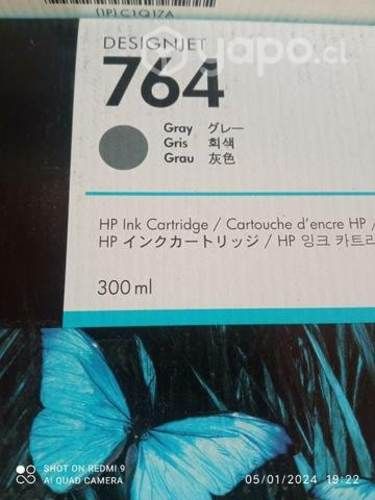 (1P)C1Q17A
DESIGNJET
yapo.cl
764
Gray グレー
Gris 회색
Grau 灰色
HP Ink Cartridge / Cartouche d'encre HP /
HP インクカートリッジ / HP 잉크 카트리
300 ml
SHOT ON REDMI 9
AI QUAD CAMERA
05/01/2024 19:22